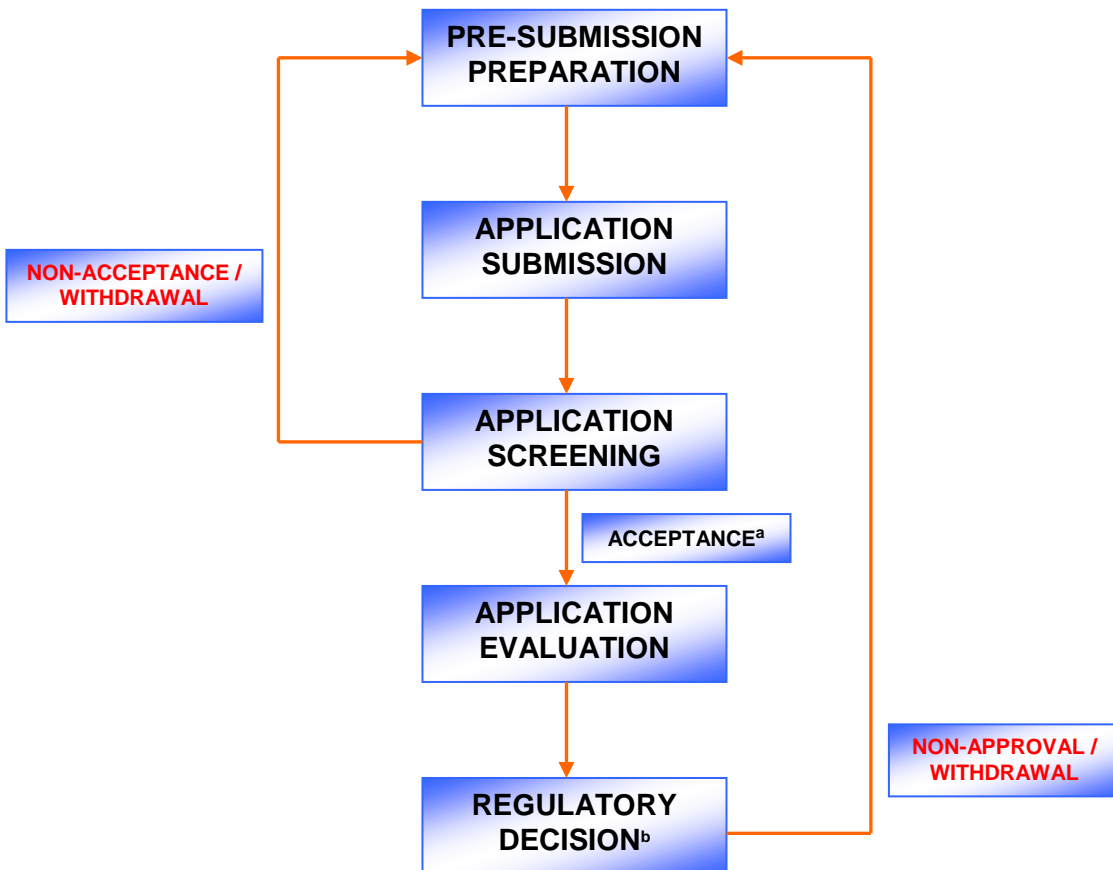 PRE-SUBMISSION
PREPARATION
APPLICATION
SUBMISSION
NON-ACCEPTANCE /
WITHDRAWAL
APPLICATION
SCREENING
ACCEPTANCEᵃ
APPLICATION
EVALUATION
NON-APPROVAL /
WITHDRAWAL
REGULATORY
DECISIONᵇ